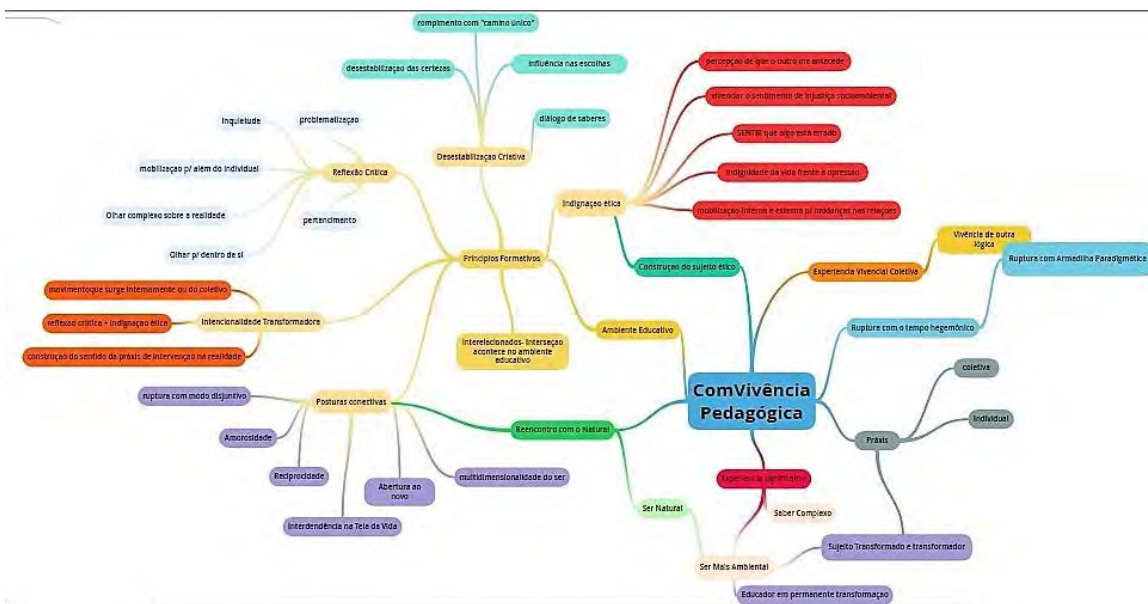 rompimento com "camino único"
desestabilização das certezas
influência nas escolhas
diálogo de saberes
Desestabilização Criativa
inquietude
problematização
mobilização p/ além do individual
Reflexão Crítica
Olhar complexo sobre a realidade
pertencimento
Olhar p/ dentro de si
percepção de que o outro me antecede
vivenciar o sentimento de injustiça socioambiental
SENTIR que algo está errado
indignidade da vida frente a opressão
mobilização interna e externa p/ mudanças nas relações
Indignação ética
Princípios Formativos
Construção do sujeito ético
Experiencia Vivencial Coletiva
Vivência de outra
lógica
Ruptura com Armadilha Paradigmática
movimentoque surge internamente ou do coletivo
reflexão crítica + indignação ética
construção do sentido da práxis de intervenção na realidade
Intencionalidade Transformadora
Interelacionados- Interseção
acontece no ambiente
educativo
Ambiente Educativo
Ruptura com o tempo hegemônico
ComVivência
Pedagógica
coletiva
individual
Práxis
ruptura com modo disjuntivo
Posturas conectivas
Amorosidade
Reciprocidade
Abertura ao
novo
multidimensionalidade do ser
Interdendência na Teia da Vida
Reencontro com o Natural
Experiencia significativa
Ser Natural
Saber Complexo
Ser Mais Ambiental
Sujeito Transformado e transformador
Educador em permanente transformação